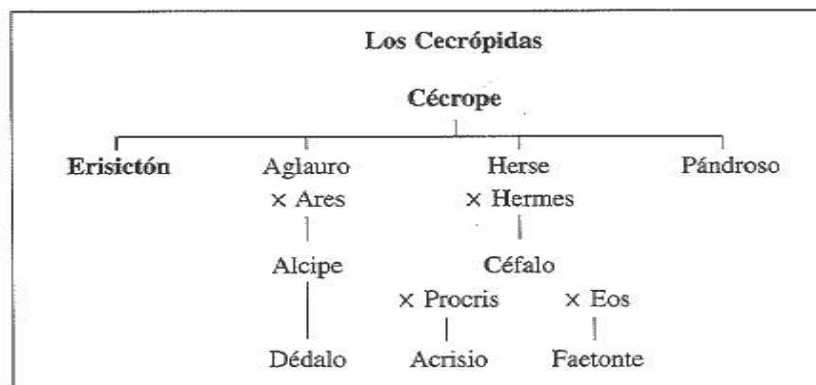 Los Cecrópidas
Cécrope
Erisictón Aglauro Herse Pándroso
× Ares × Hermes
Alcipe Céfalo
× Procris × Eos
Dédalo Acrisio Faetonte